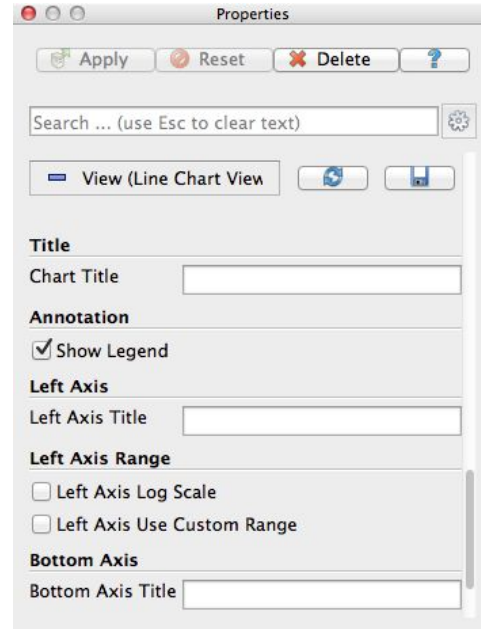 Properties
Apply Reset Delete ?
Search ... (use Esc to clear text)
View (Line Chart View
Title
Chart Title
Annotation
Show Legend
Left Axis
Left Axis Title
Left Axis Range
Left Axis Log Scale
Left Axis Use Custom Range
Bottom Axis
Bottom Axis Title